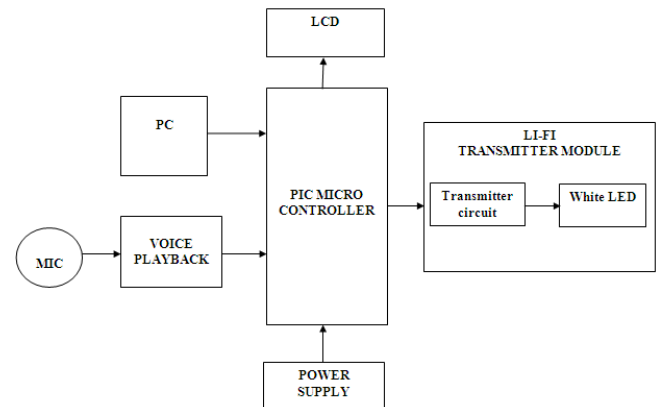 LCD
PC
LI-FI
TRANSMITTER MODULE
PIC MICRO
CONTROLLER
Transmitter
circuit
White LED
MIC
VOICE
PLAYBACK
POWER
SUPPLY